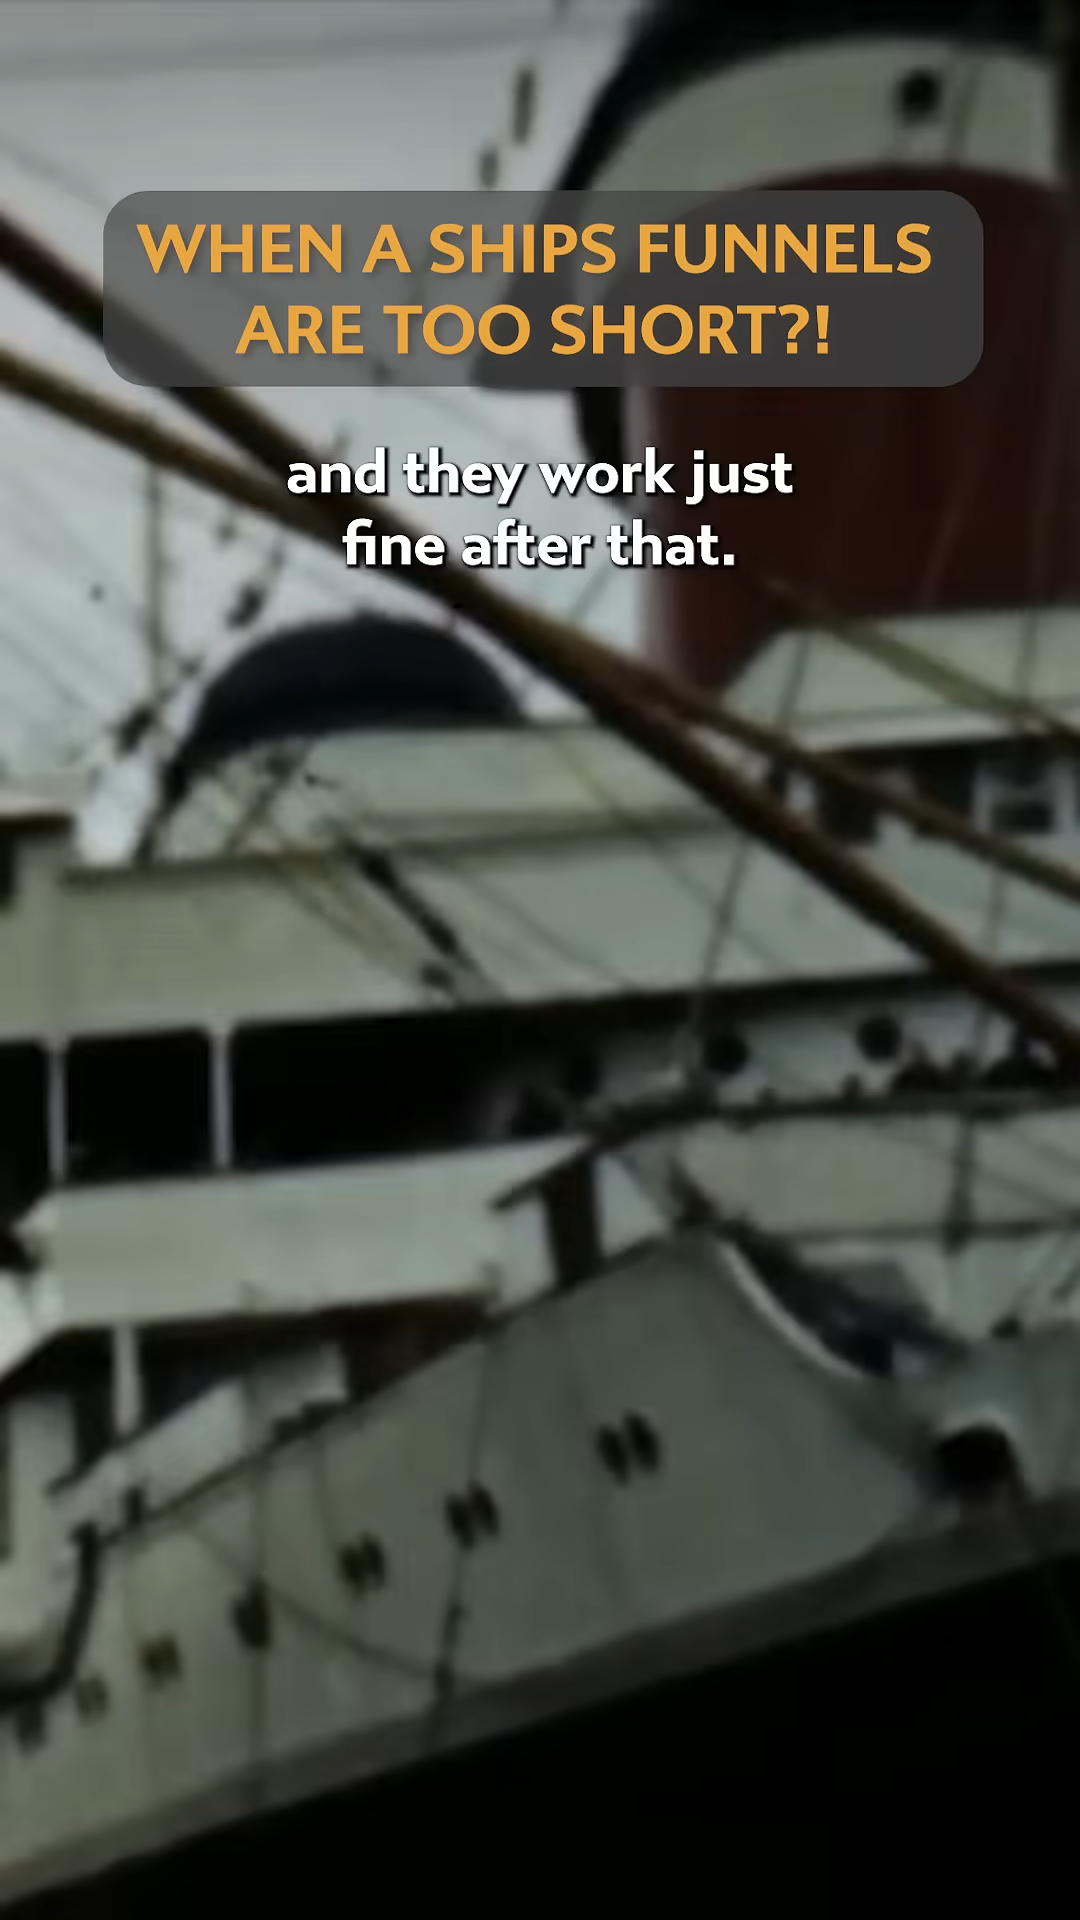 WHEN A SHIPS FUNNELS
ARE TOO SHORT?!
and they work just
fine after that.